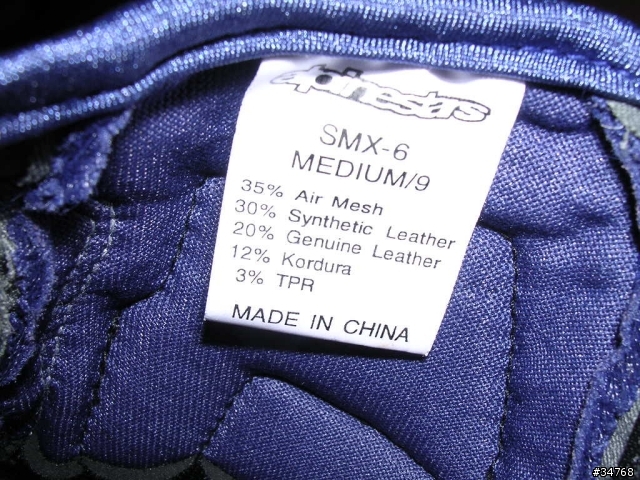 alpinestars
SMX-6
MEDIUM/9
35% Air Mesh
30% Synthetic Leather
20% Genuine Leather
12% Kordura
3% TPR
MADE IN CHINA
#34768